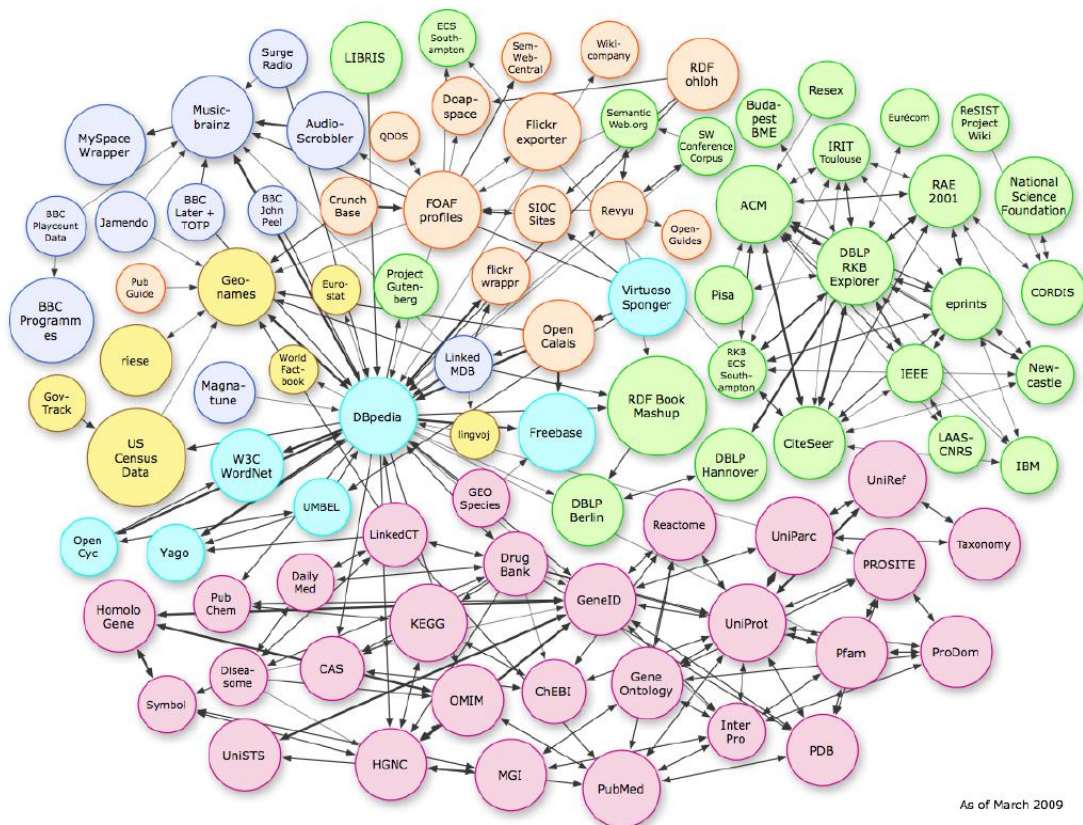 Surge
Radio
LIBRIS
ECS
South-
ampton
Sem-
Web-
Central
Wiki-
company
RDF
ohloh
Music-
brainz
Audio-
Scrobbler
MySpace
Wrapper
QDOS
Doap-
space
Flickr
exporter
Semantic
Web.org
SW
Conference
Corpus
Buda-
pest
BME
Resex
Eurécom
ReSIST
Project
Wiki
IRIT
Toulouse
RAE
2001
National
Science
Foundation
ACM
BBC
Playcount
Data
Jamendo
BBC
Later +
TOTP
BBC
John
Peel
Crunch
Base
FOAF
profiles
SIOC
Sites
Revyu
Open-
Guides
DBLP
RKB
Explorer
Pub
Guide
Geo-
names
Euro-
stat
Project
Guten-
berg
flickr
wrappr
Virtuoso
Sponger
Pisa
eprints
CORDIS
BBC
Programm
es
riese
World
Fact-
book
Linked
MDB
Open
Calais
RKB
ECS
South-
ampton
IEEE
New-
castle
Gov-
Track
Magna-
tune
DBpedia
RDF Book
Mashup
lingvoj
Freebase
US
Census
Data
W3C
WordNet
DBLP
Hannover
CiteSeer
LAAS-
CNRS
IBM
GEO
Species
UMBEL
DBLP
Berlin
UniRef
Open
Cyc
Yago
LinkedCT
Reactome
UniParc
Taxonomy
Drug
Bank
PROSITE
Daily
Med
Pub
Chem
Homolo
Gene
KEGG
GeneID
UniProt
Pfam
ProDom
Disea-
some
CAS
ChEBI
Gene
Ontology
Symbol
OMIM
Inter
Pro
UniSTS
HGNC
MGI
PubMed
PDB
As of March 2009